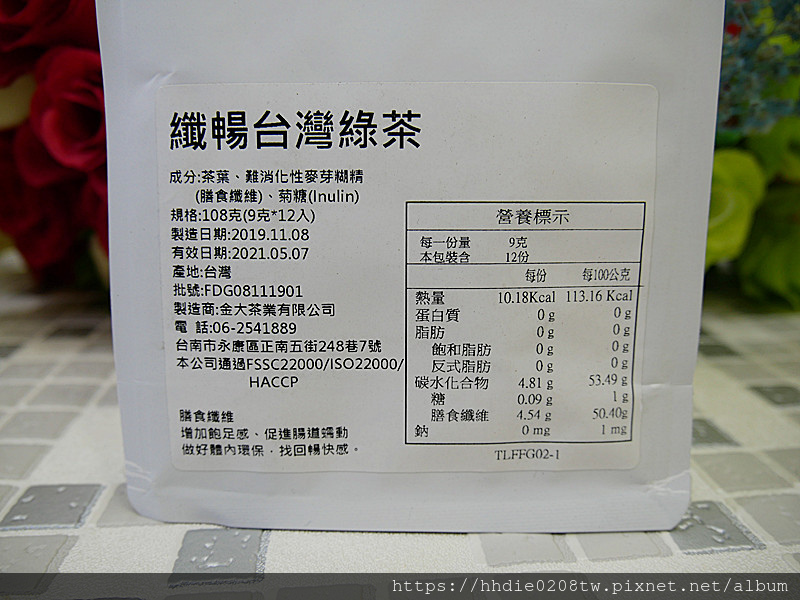 纖暢台灣綠茶
成分:茶葉、難消化性麥芽糊精
(膳食纖維)、菊糖(Inulin)
規格:108克(9克*12入)
製造日期:2019.11.08
有效日期:2021.05.07
產地:台灣
批號:FDG08111901
製造商:金大茶業有限公司
電 話:06-2541889
台南市永康區正南五街248巷7號
本公司通過FSSC22000/ISO22000/
HACCP
膳食纖維
增加飽足感、促進腸道蠕動
做好體內環保，找回暢快感。
營養標示
每一份量 9克
本包裝含 12份
每份 每100公克
熱量 10.18Kcal 113.16 Kcal
蛋白質 0 g 0 g
脂肪 0 g 0 g
飽和脂肪 0 g 0 g
反式脂肪 0 g 0 g
碳水化合物 4.81 g 53.49 g
糖 0.09 g 1 g
膳食纖維 4.54 g 50.40g
鈉 0 mg 1 mg
TLFFG02-1
https://hhdie0208tw.pixnet.net/album